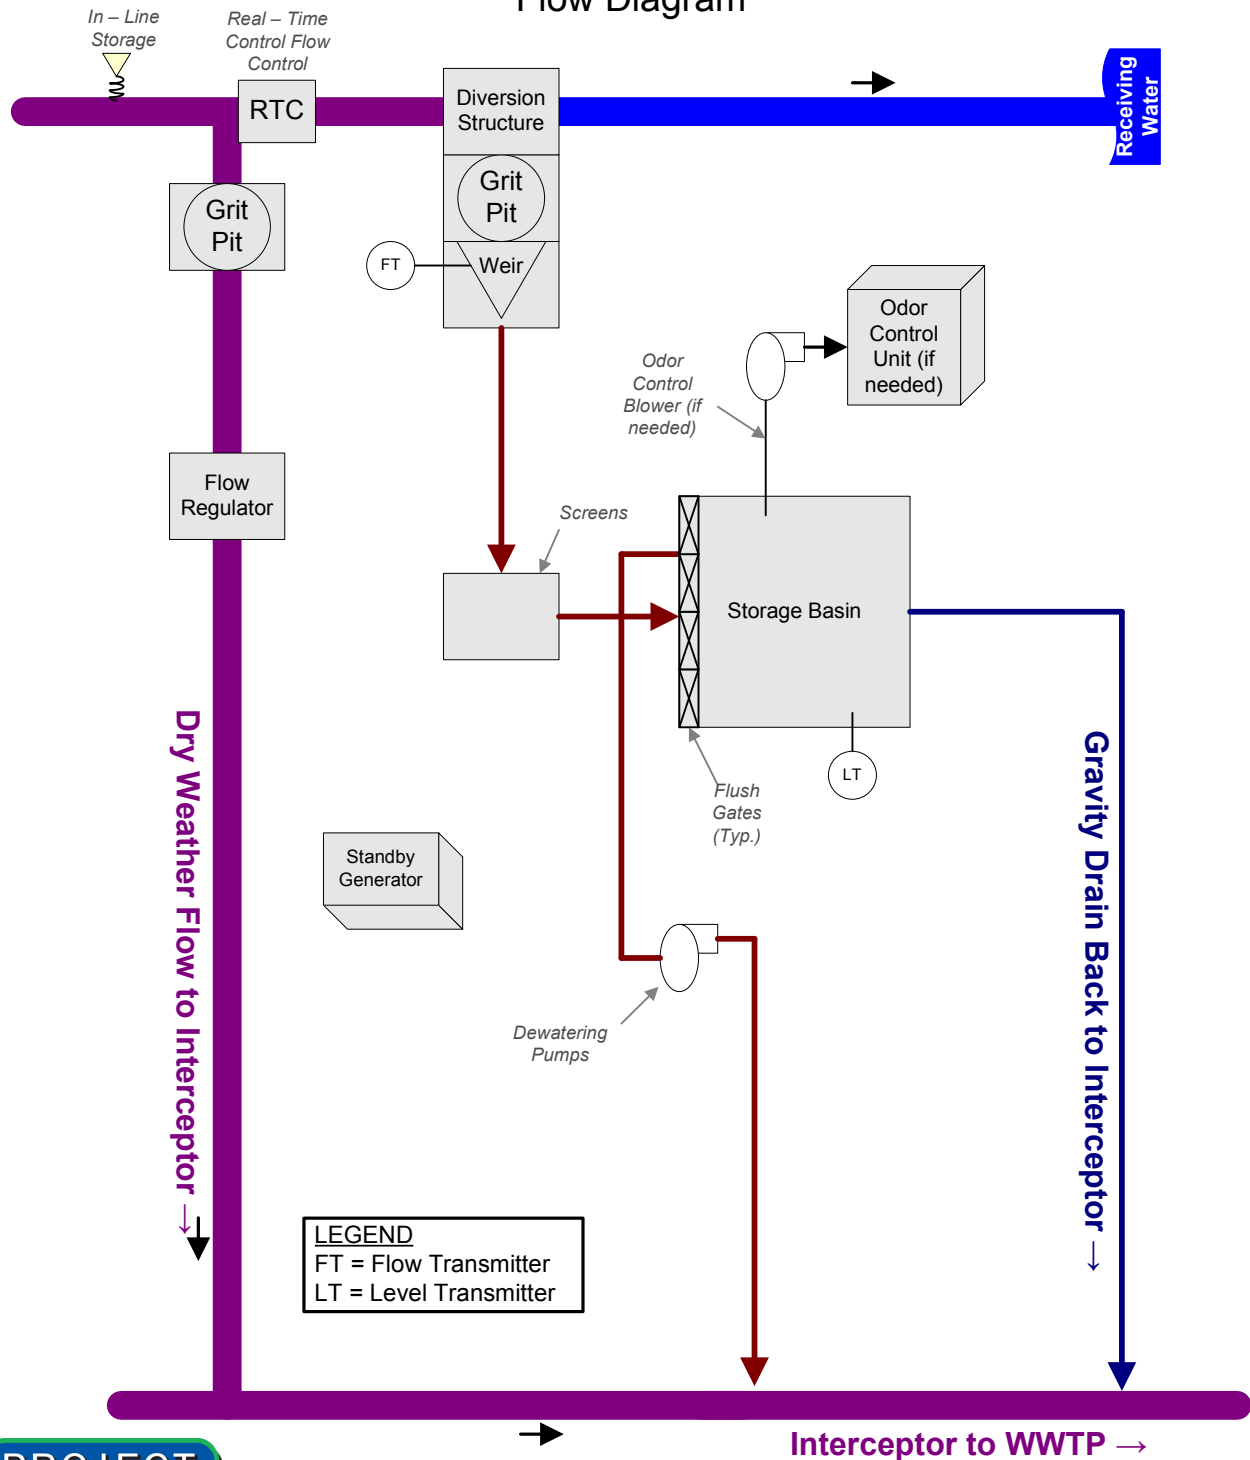 Flow Diagram
In – Line
Storage
Real – Time
Control Flow
Control
RTC
Diversion
Structure
Receiving
Water
Grit
Pit
Grit
Pit
FT
Weir
Odor
Control
Unit (if
needed)
Odor
Control
Blower (if
needed)
Flow
Regulator
Screens
Storage Basin
LT
Flush
Gates
(Typ.)
Dry Weather Flow to Interceptor →
Gravity Drain Back to Interceptor →
Standby
Generator
Dewatering
Pumps
LEGEND
FT = Flow Transmitter
LT = Level Transmitter
Interceptor to WWTP →
PROJECT